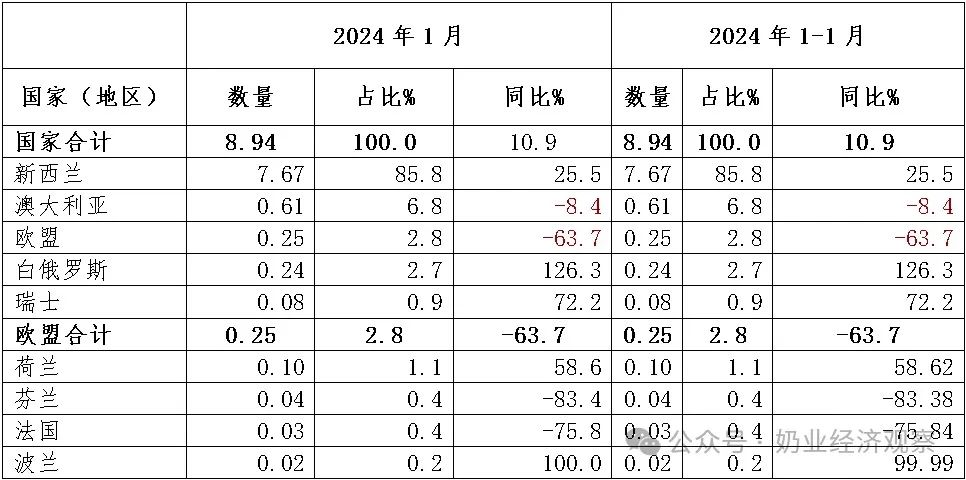 2024 年 1 月 2024 年 1-1 月
国家（地区） 数量 占比% 同比% 数量 占比% 同比%
国家合计 8.94 100.0 10.9 8.94 100.0 10.9
新西兰 7.67 85.8 25.5 7.67 85.8 25.5
澳大利亚 0.61 6.8 -8.4 0.61 6.8 -8.4
欧盟 0.25 2.8 -63.7 0.25 2.8 -63.7
白俄罗斯 0.24 2.7 126.3 0.24 2.7 126.3
瑞士 0.08 0.9 72.2 0.08 0.9 72.2
欧盟合计 0.25 2.8 -63.7 0.25 2.8 -63.7
荷兰 0.10 1.1 58.6 0.10 1.1 58.62
芬兰 0.04 0.4 -83.4 0.04 0.4 -83.38
法国 0.03 0.4 -75.8 0.03 0.4 -75.84
公众号：奶业经济观察
波兰 0.02 0.2 100.0 0.02 0.2 99.99